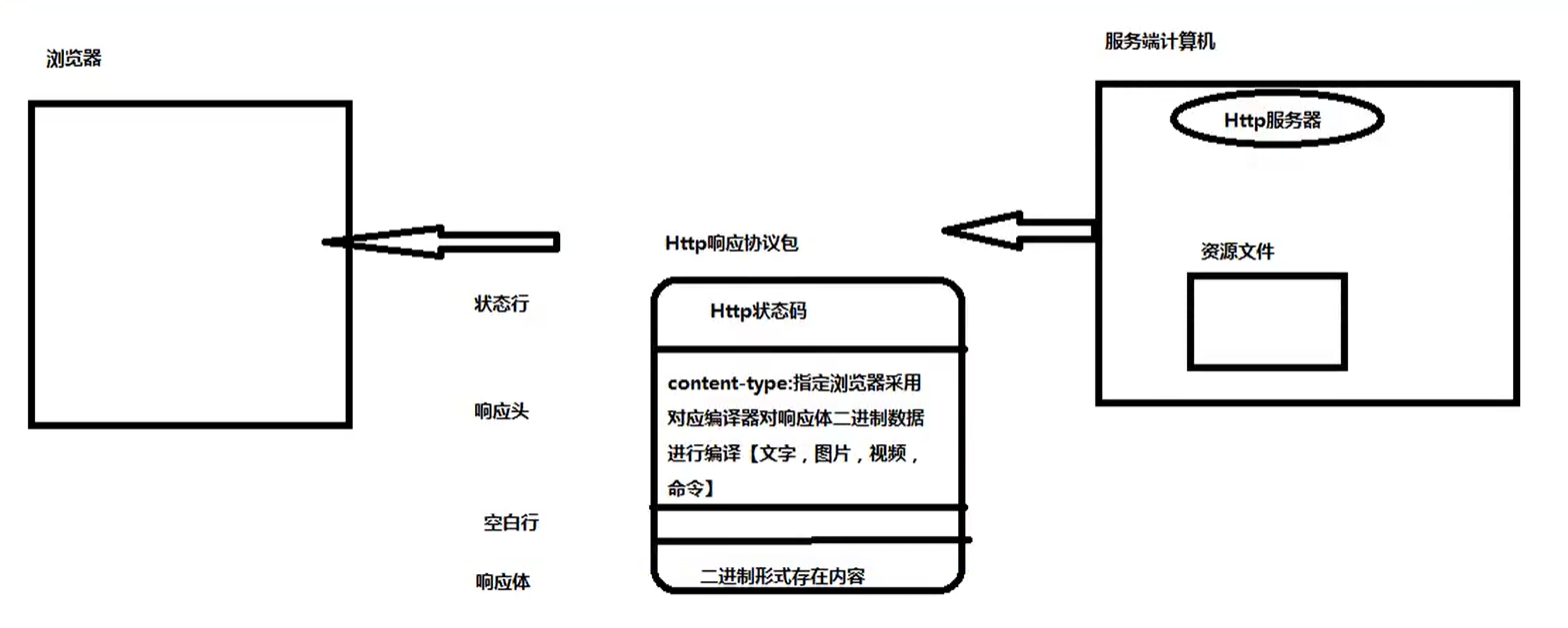 浏览器
服务端计算机
Http服务器
资源文件
Http响应协议包
状态行
Http状态码
响应头
content-type:指定浏览器采用
对应编译器对响应体二进制数据
进行编译【文字，图片，视频，
命令】
空白行
响应体
二进制形式存在内容